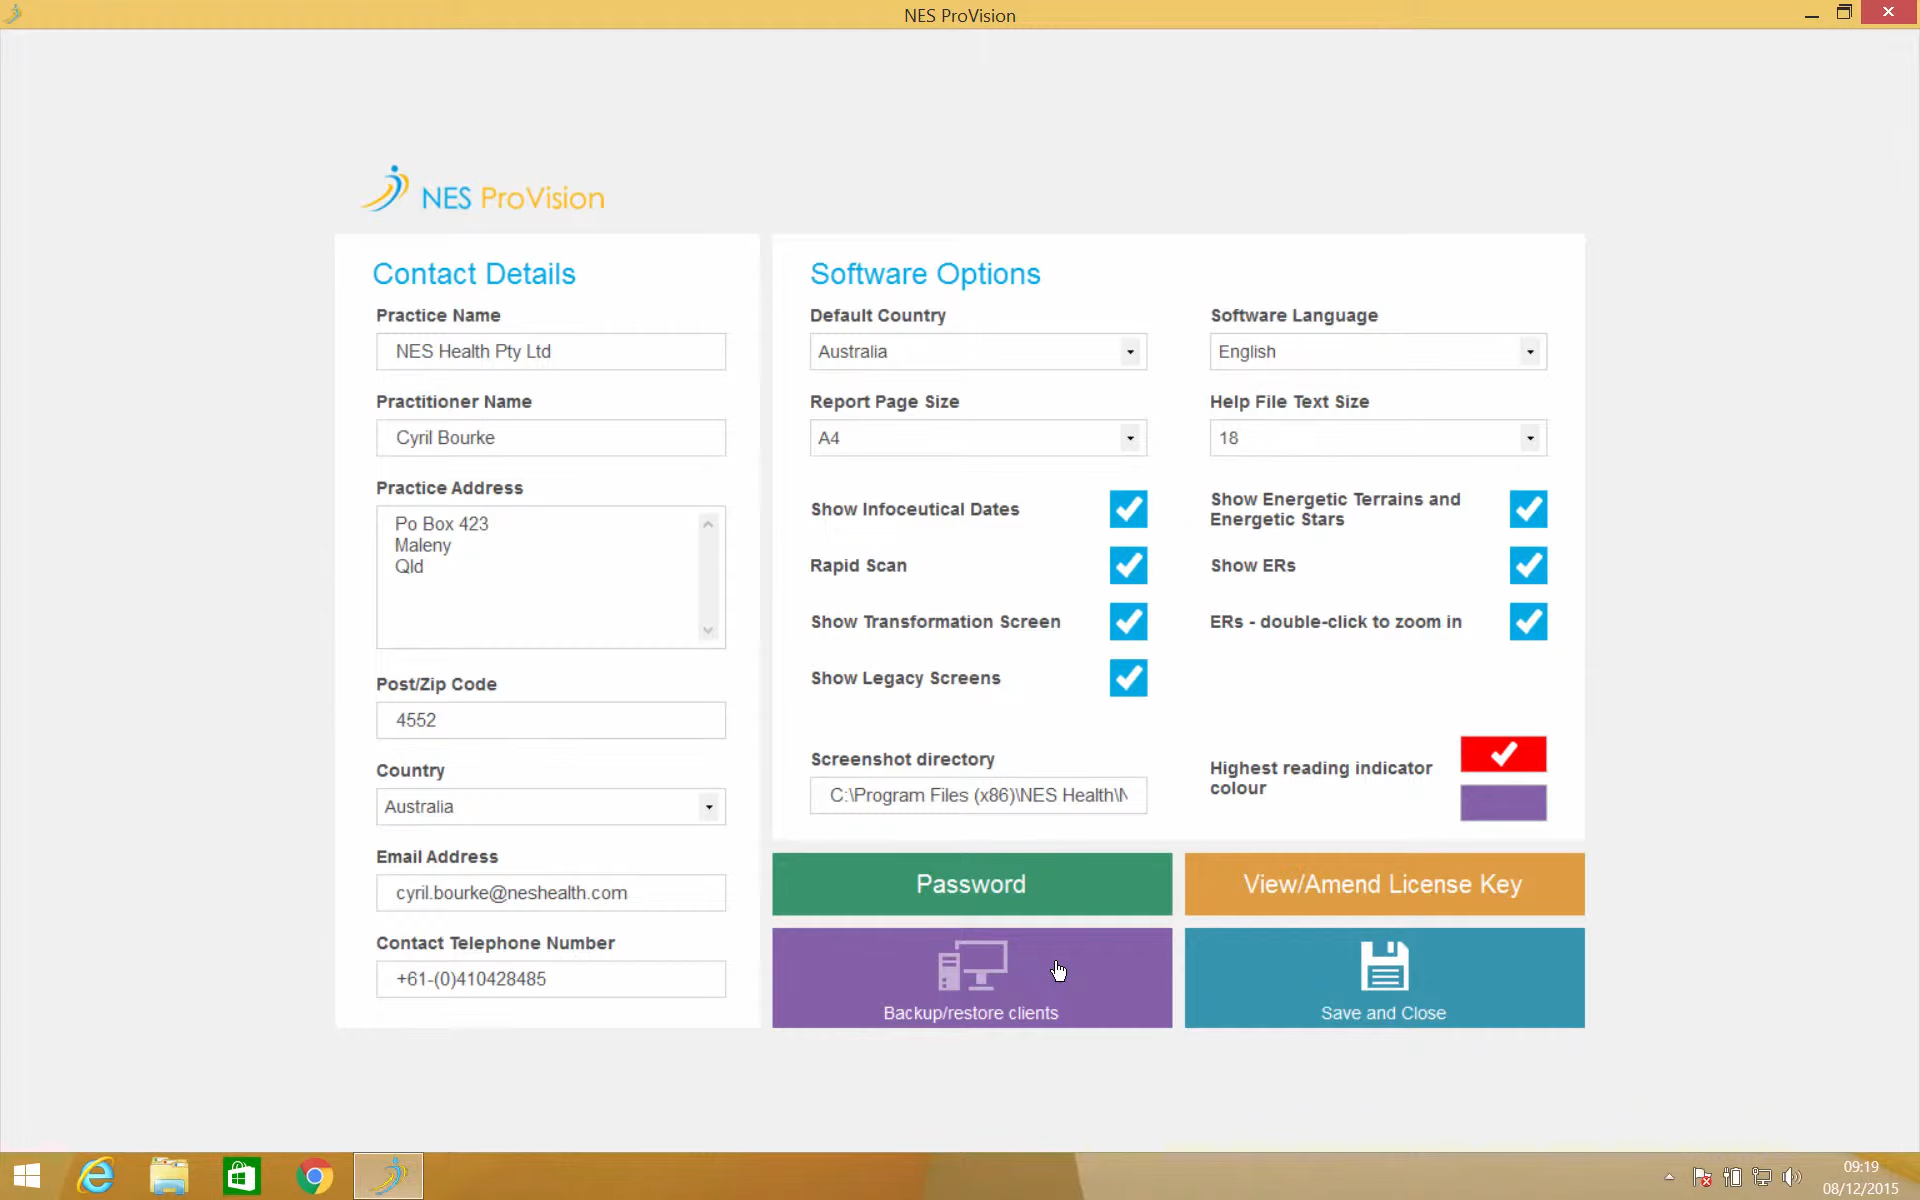 NES ProVision
NES ProVision
Contact Details
Practice Name
NES Health Pty Ltd
Practitioner Name
Cyril Bourke
Practice Address
Po Box 423
Maleny
Qld
Post/Zip Code
4552
Country
Australia
Email Address
cyril.bourke@neshealth.com
Contact Telephone Number
+61-(0)410428485
Software Options
Default Country
Australia
Software Language
English
Report Page Size
A4
Help File Text Size
18
Show Infoceutical Dates
Show Energetic Terrains and
Energetic Stars
Rapid Scan
Show ERs
Show Transformation Screen
ERs - double-click to zoom in
Show Legacy Screens
Screenshot directory
C:\Program Files (x86)\NES Health\N
Highest reading indicator
colour
Password
View/Amend License Key
Backup/restore clients
Save and Close
09:19
08/12/2015